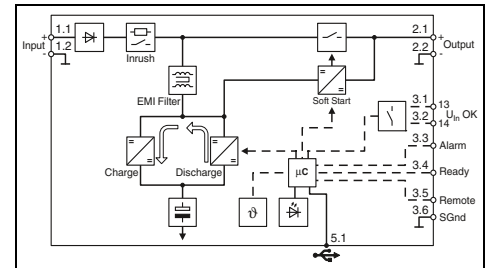 1.1
+
Input
1.2
-
Inrush
2.1
+
Output
2.2
-
EMI Filter
Soft Start
3.1
13
UIn OK
3.2
14
3.3
Alarm
3.4
Ready
3.5
Remote
3.6
SGnd
Charge
Discharge
µC
ϑ
5.1